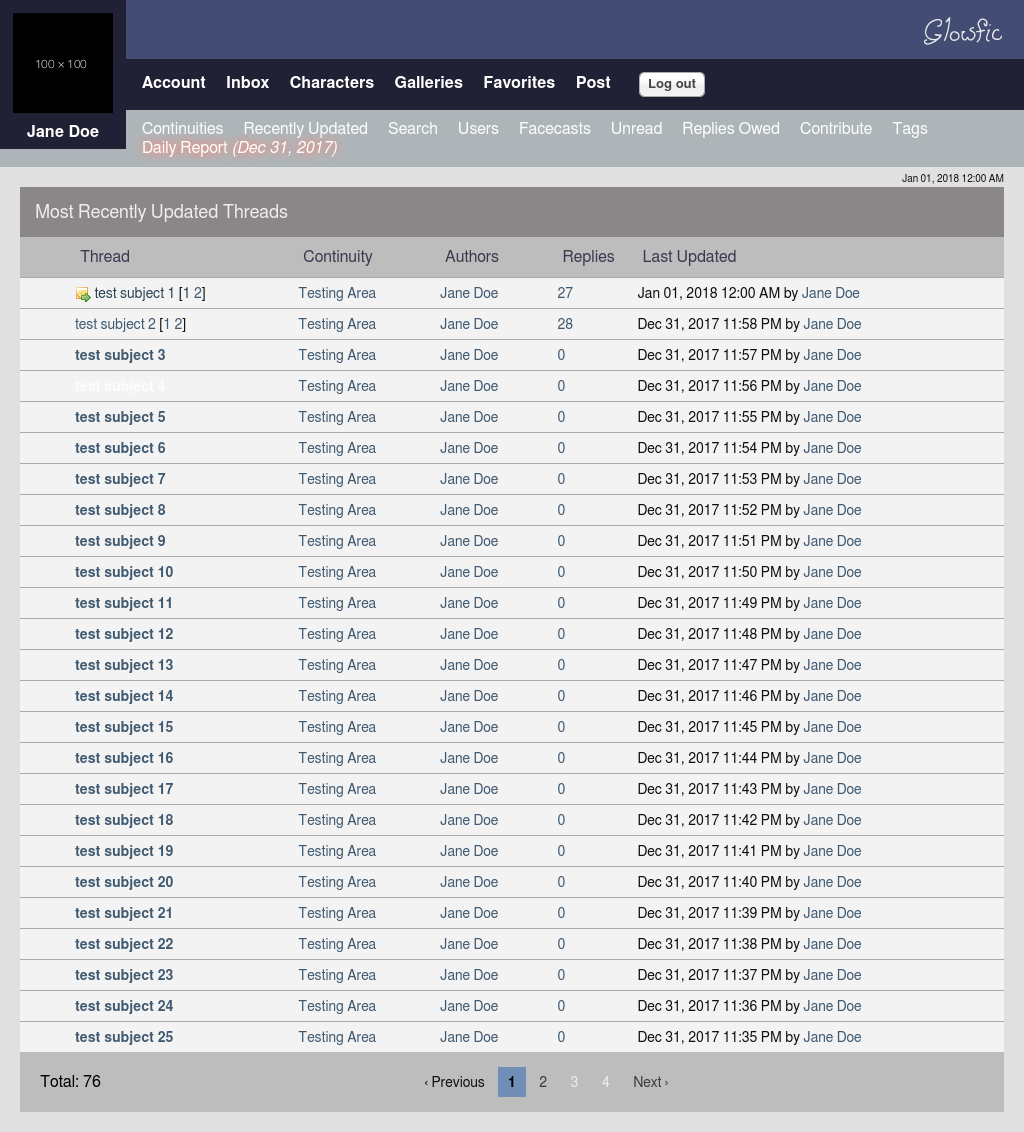 100 × 100
Jane Doe
Glowfic
Account Inbox Characters Galleries Favorites Post Log out
Continuities Recently Updated Search Users Facecasts Unread Replies Owed Contribute Tags
Daily Report (Dec 31, 2017)
Jan 01, 2018 12:00 AM
Most Recently Updated Threads
Thread Continuity Authors Replies Last Updated
test subject 1 [1 2] Testing Area Jane Doe 27 Jan 01, 2018 12:00 AM by Jane Doe
test subject 2 [1 2] Testing Area Jane Doe 28 Dec 31, 2017 11:58 PM by Jane Doe
test subject 3 Testing Area Jane Doe 0 Dec 31, 2017 11:57 PM by Jane Doe
test subject 4 Testing Area Jane Doe 0 Dec 31, 2017 11:56 PM by Jane Doe
test subject 5 Testing Area Jane Doe 0 Dec 31, 2017 11:55 PM by Jane Doe
test subject 6 Testing Area Jane Doe 0 Dec 31, 2017 11:54 PM by Jane Doe
test subject 7 Testing Area Jane Doe 0 Dec 31, 2017 11:53 PM by Jane Doe
test subject 8 Testing Area Jane Doe 0 Dec 31, 2017 11:52 PM by Jane Doe
test subject 9 Testing Area Jane Doe 0 Dec 31, 2017 11:51 PM by Jane Doe
test subject 10 Testing Area Jane Doe 0 Dec 31, 2017 11:50 PM by Jane Doe
test subject 11 Testing Area Jane Doe 0 Dec 31, 2017 11:49 PM by Jane Doe
test subject 12 Testing Area Jane Doe 0 Dec 31, 2017 11:48 PM by Jane Doe
test subject 13 Testing Area Jane Doe 0 Dec 31, 2017 11:47 PM by Jane Doe
test subject 14 Testing Area Jane Doe 0 Dec 31, 2017 11:46 PM by Jane Doe
test subject 15 Testing Area Jane Doe 0 Dec 31, 2017 11:45 PM by Jane Doe
test subject 16 Testing Area Jane Doe 0 Dec 31, 2017 11:44 PM by Jane Doe
test subject 17 Testing Area Jane Doe 0 Dec 31, 2017 11:43 PM by Jane Doe
test subject 18 Testing Area Jane Doe 0 Dec 31, 2017 11:42 PM by Jane Doe
test subject 19 Testing Area Jane Doe 0 Dec 31, 2017 11:41 PM by Jane Doe
test subject 20 Testing Area Jane Doe 0 Dec 31, 2017 11:40 PM by Jane Doe
test subject 21 Testing Area Jane Doe 0 Dec 31, 2017 11:39 PM by Jane Doe
test subject 22 Testing Area Jane Doe 0 Dec 31, 2017 11:38 PM by Jane Doe
test subject 23 Testing Area Jane Doe 0 Dec 31, 2017 11:37 PM by Jane Doe
test subject 24 Testing Area Jane Doe 0 Dec 31, 2017 11:36 PM by Jane Doe
test subject 25 Testing Area Jane Doe 0 Dec 31, 2017 11:35 PM by Jane Doe
Total: 76 ‹ Previous 1 2 3 4 Next ›